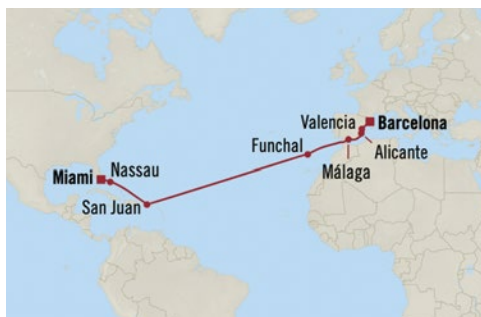 Valencia
Barcelona
Funchal
Alicante
Málaga
Miami
Nassau
San Juan